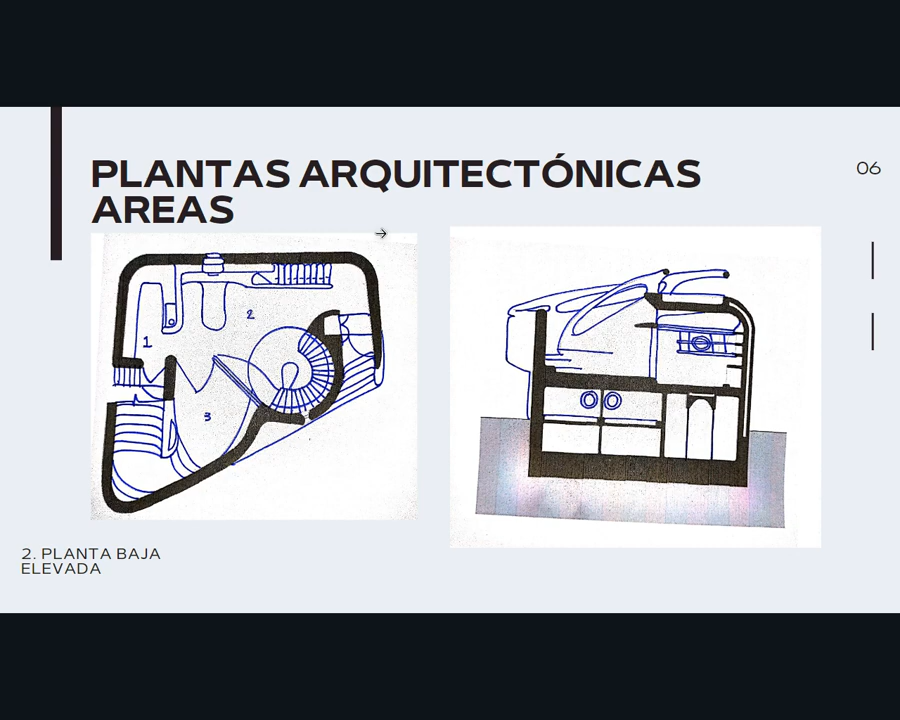 PLANTAS ARQUITECTÓNICAS
AREAS
06
1
2
3
2. PLANTA BAJA
ELEVADA